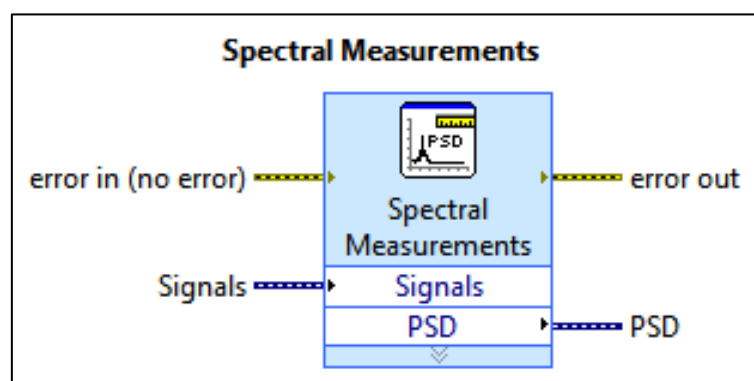 Spectral Measurements
PSD
error in (no error)
error out
Spectral
Measurements
Signals
Signals
PSD
PSD